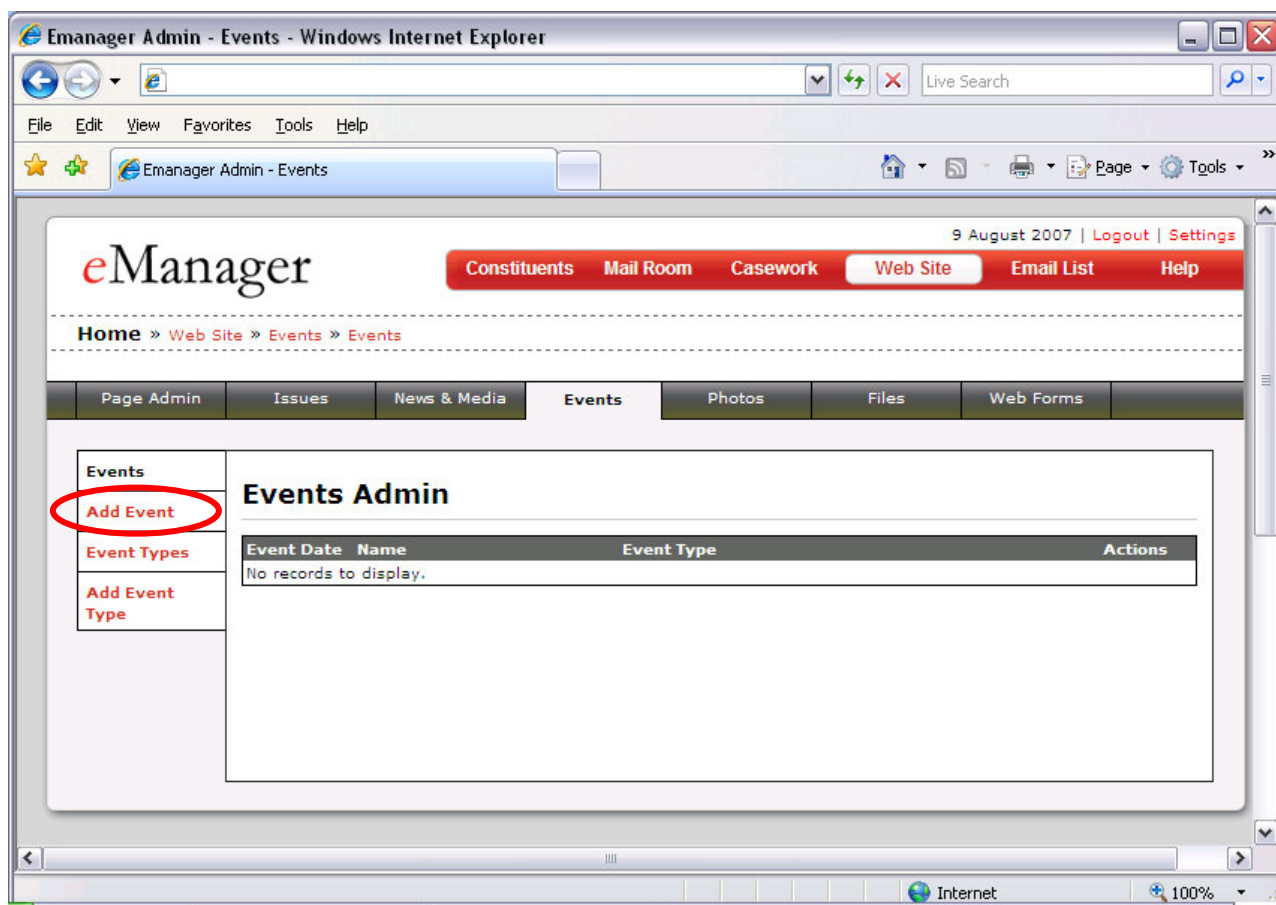 Emanager Admin - Events - Windows Internet Explorer
Live Search
File Edit View Favorites Tools Help
Emanager Admin - Events
Page Tools »
9 August 2007 | Logout | Settings
eManager
Constituents Mail Room Casework Web Site Email List Help
Home » Web Site » Events » Events
Page Admin Issues News & Media Events Photos Files Web Forms
Events
Add Event
Event Types
Add Event
Type
Events Admin
Event Date Name Event Type Actions
No records to display.
Internet 100%